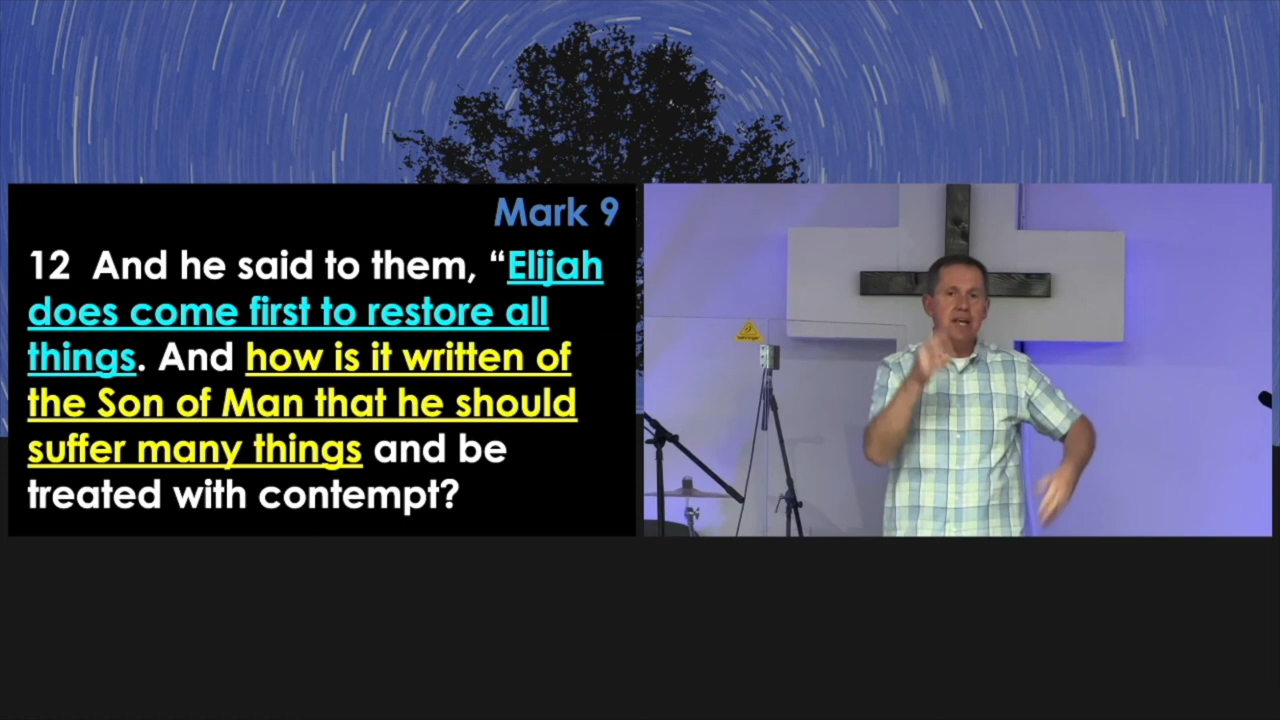 Mark 9
12 And he said to them, “Elijah
does come first to restore all
things. And how is it written of
the Son of Man that he should
suffer many things and be
treated with contempt?